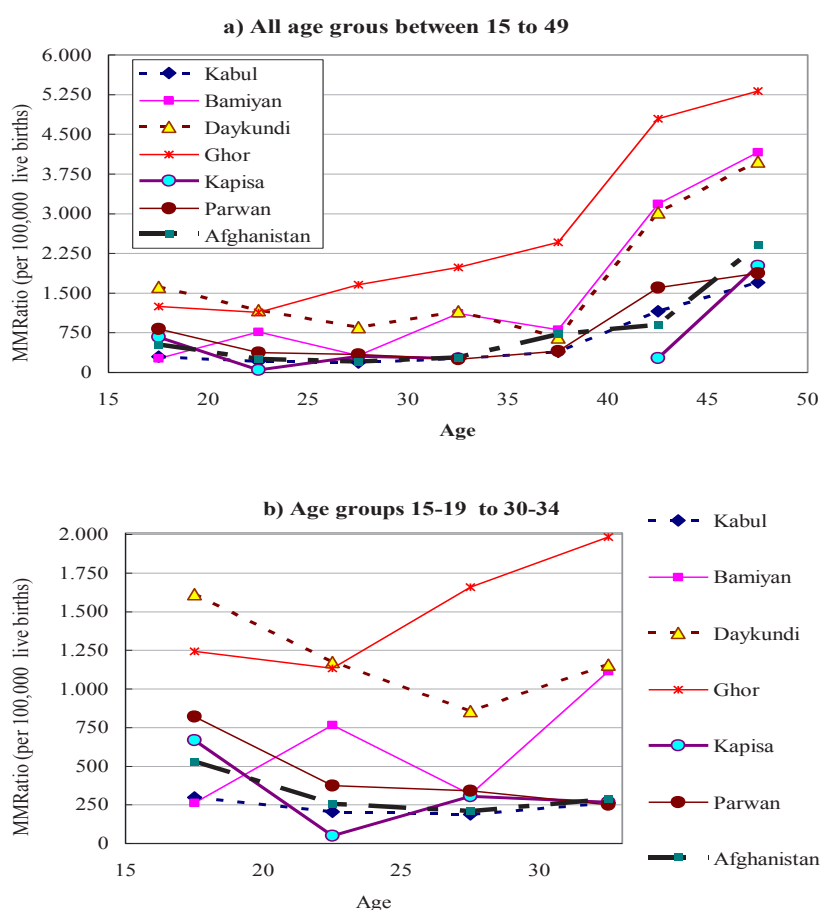 a) All age grous between 15 to 49
MMRatio (per 100,000 live births)
6.000
5.250
4.500
3.750
3.000
2.250
1.500
750
0
Kabul
Bamiyan
Daykundi
Ghor
Kapisa
Parwan
Afghanistan
15 20 25 30 35 40 45 50
Age
b) Age groups 15-19 to 30-34
MMRatio (per 100,000 live births)
2.000
1.750
1.500
1.250
1.000
750
500
250
0
15 20 25 30
Age
Kabul
Bamiyan
Daykundi
Ghor
Kapisa
Parwan
Afghanistan